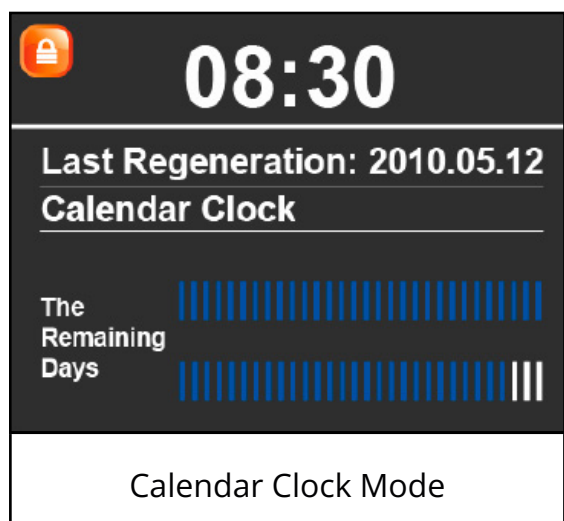 08:30
Last Regeneration: 2010.05.12
Calendar Clock
The
Remaining
Days
Calendar Clock Mode